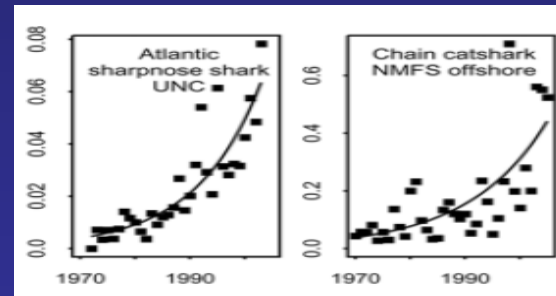 Atlantic
sharpnose shark
UNC
0.08
0.06
0.04
0.02
0.0
1970
1990
Chain catshark
NMFS offshore
0.6
0.4
0.2
0.0
1970
1990